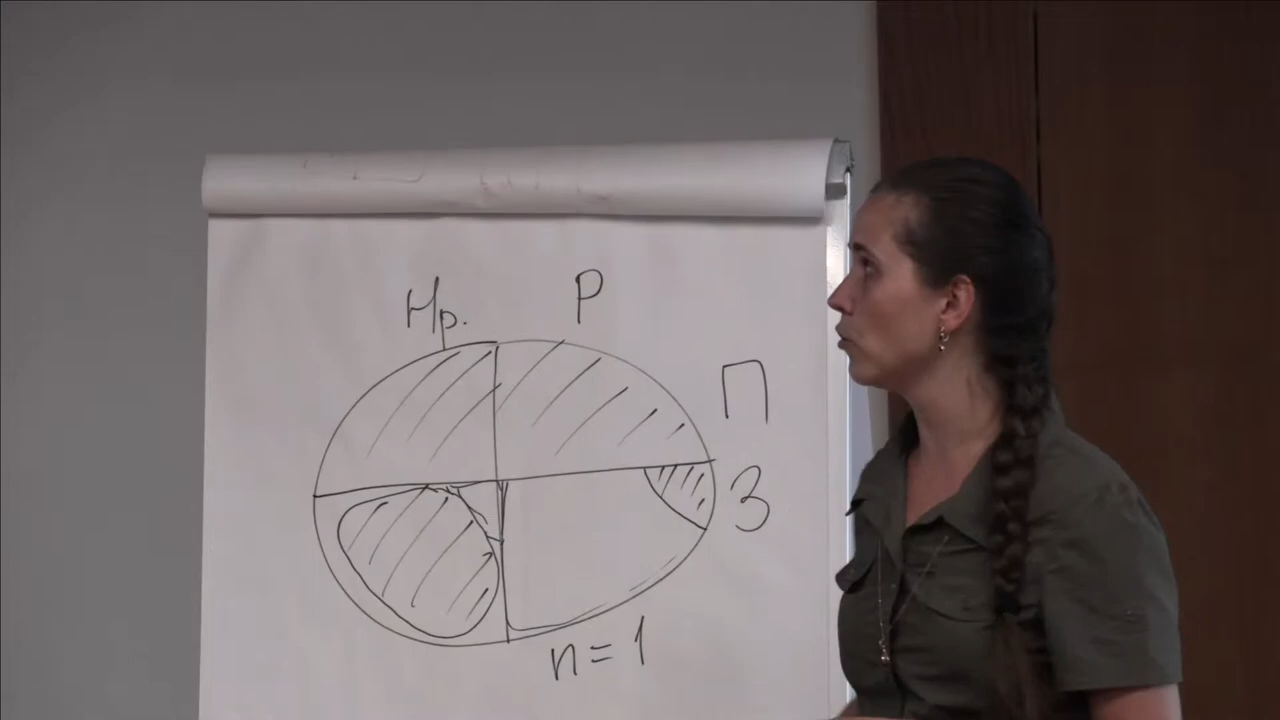 Нр.
Р
П
З
n = 1